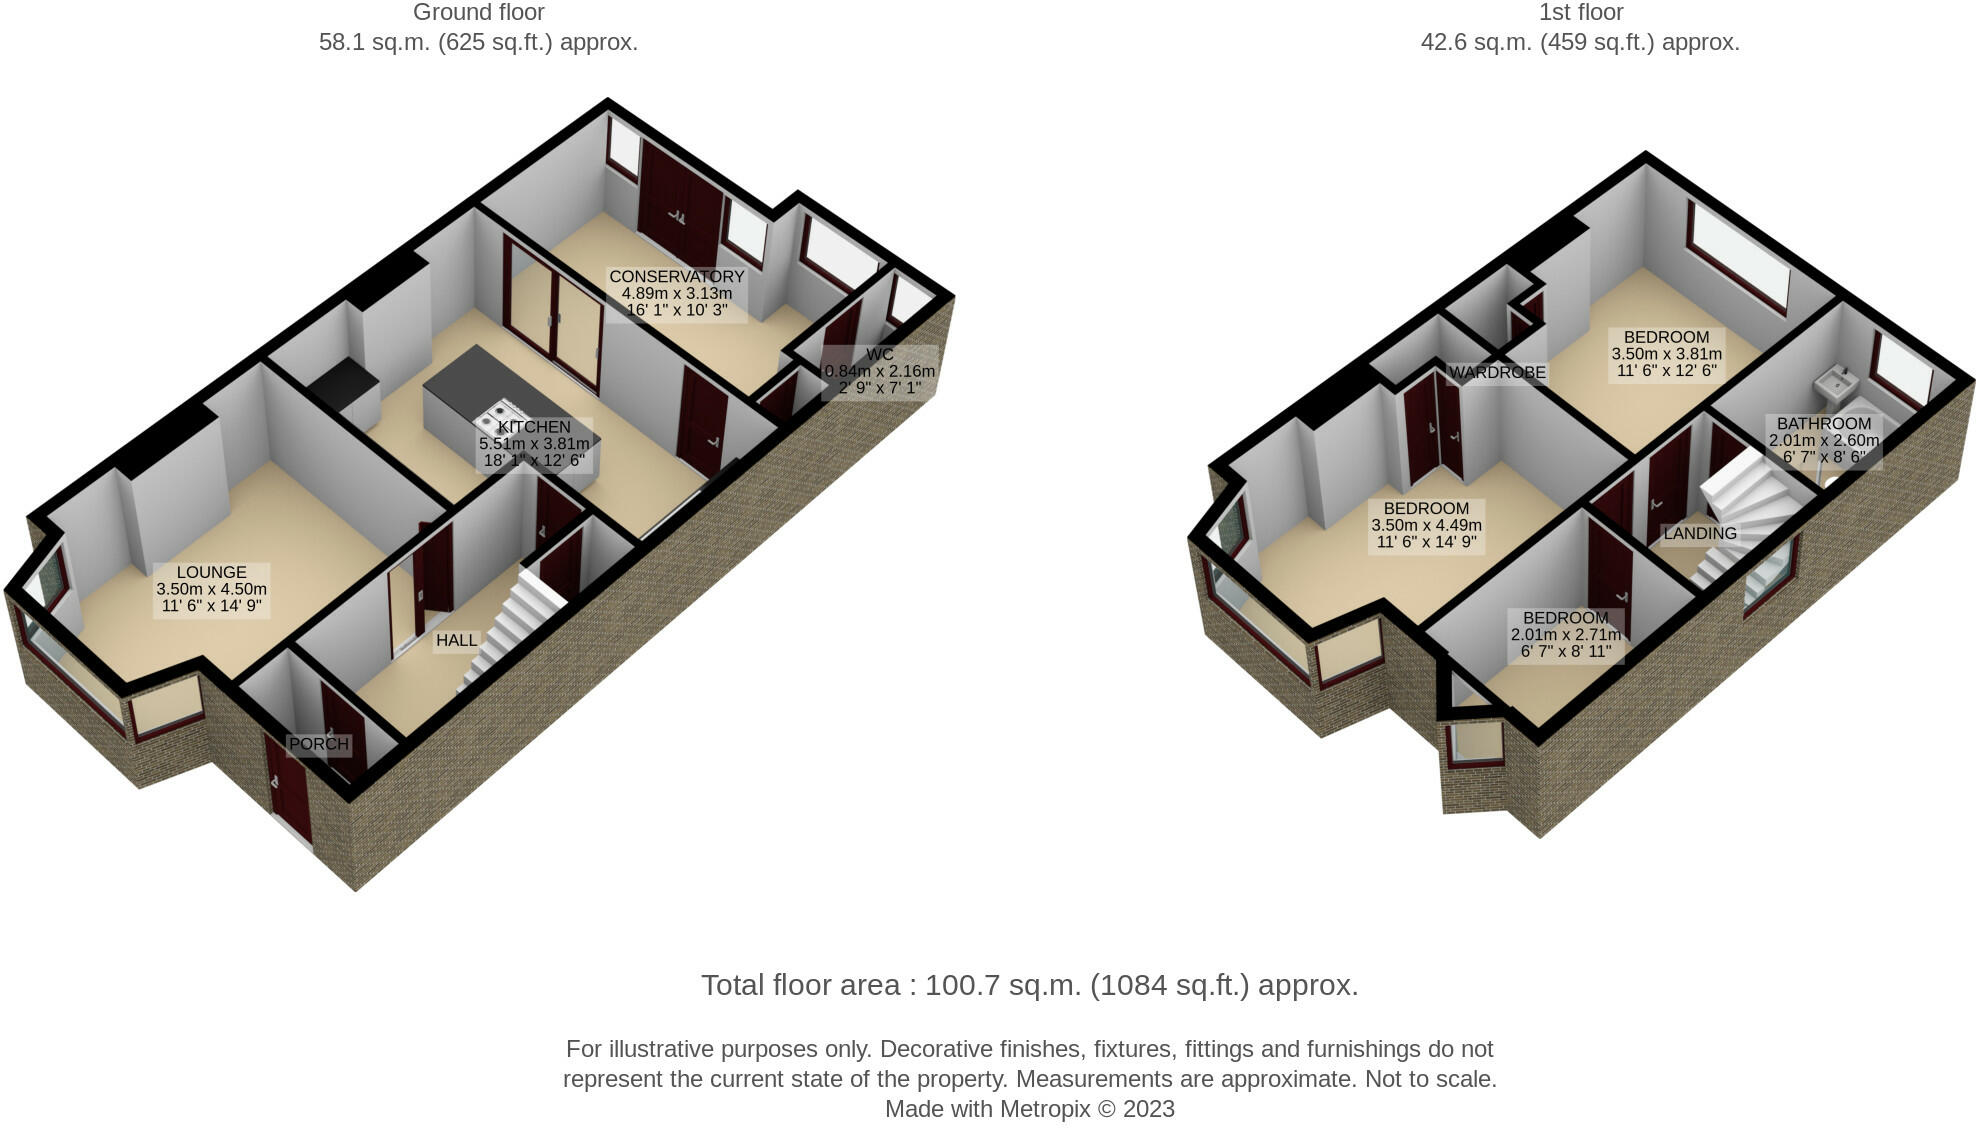 Ground floor
58.1 sq.m. (625 sq.ft.) approx.
1st floor
42.6 sq.m. (459 sq.ft.) approx.
CONSERVATORY
4.89m x 3.13m
16' 1" x 10' 3"
WC
0.84m x 2.16m
2' 9" x 7' 1"
KITCHEN
5.51m x 3.81m
18' 1" x 12' 6"
LOUNGE
3.50m x 4.50m
11' 6" x 14' 9"
HALL
PORCH
BEDROOM
3.50m x 3.81m
11' 6" x 12' 6"
WARDROBE
BATHROOM
2.01m x 2.60m
6' 7" x 8' 6"
BEDROOM
3.50m x 4.49m
11' 6" x 14' 9"
LANDING
BEDROOM
2.01m x 2.71m
6' 7" x 8' 11"
Total floor area : 100.7 sq.m. (1084 sq.ft.) approx.
For illustrative purposes only. Decorative finishes, fixtures, fittings and furnishings do not
represent the current state of the property. Measurements are approximate. Not to scale.
Made with Metropix © 2023